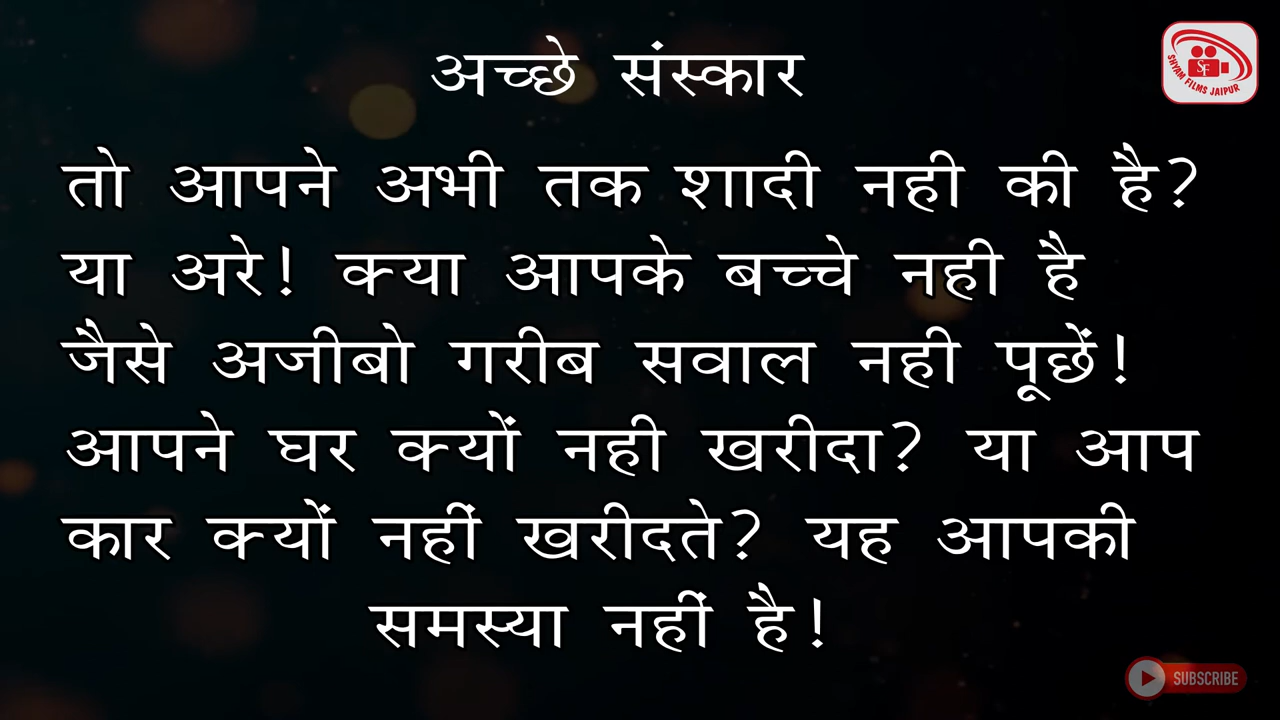 अच्छे संस्कार
SHYAM FILMS JAIPUR
SF
तो आपने अभी तक शादी नही की है?
या अरे! क्या आपके बच्चे नही है
जैसे अजीबो गरीब सवाल नही पूछें!
आपने घर क्यों नही खरीदा? या आप
कार क्यों नहीं खरीदते? यह आपकी
समस्या नहीं है!
SUBSCRIBE